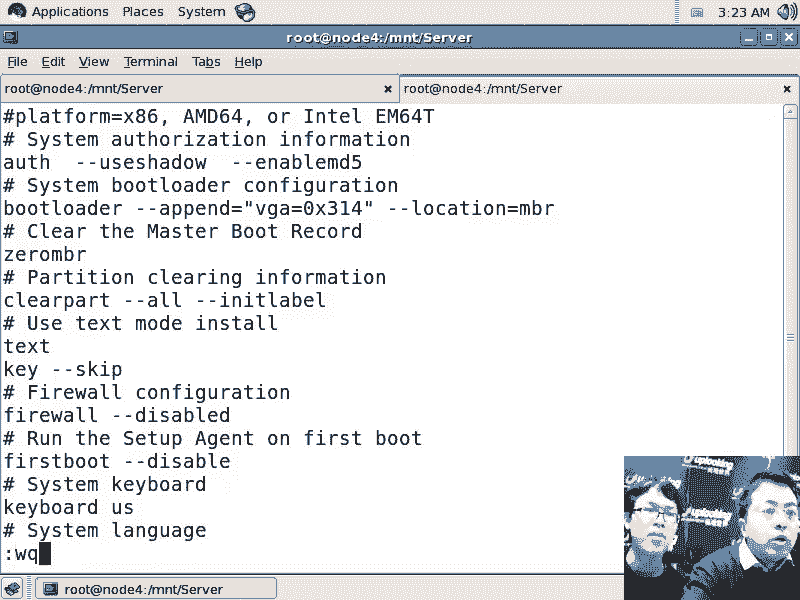 Applications Places System 3:23 AM
root@node4:/mnt/Server
File Edit View Terminal Tabs Help
root@node4:/mnt/Server root@node4:/mnt/Server
#platform=x86, AMD64, or Intel EM64T
# System authorization information
auth  --useshadow  --enablemd5
# System bootloader configuration
bootloader --append="vga=0x314" --location=mbr
# Clear the Master Boot Record
zerombr
# Partition clearing information
clearpart --all --initlabel
# Use text mode install
text
key --skip
# Firewall configuration
firewall --disabled
# Run the Setup Agent on first boot
firstboot --disable
# System keyboard
keyboard us
# System language
:wq
root@node4:/mnt/Server
uplooking
uplooking